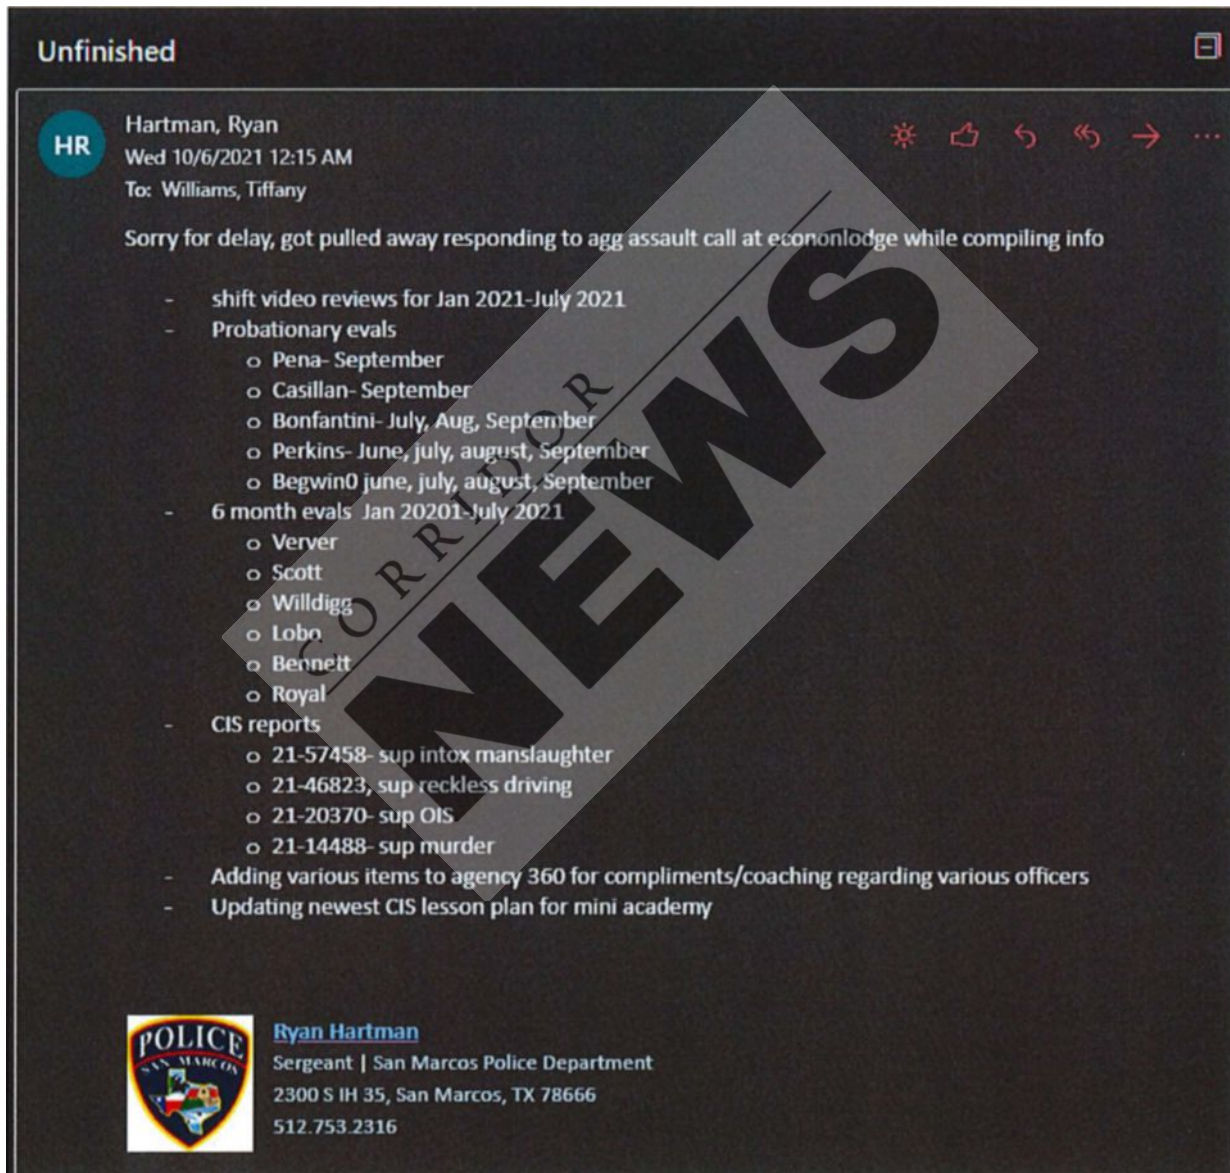 Unfinished
HR
Hartman, Ryan
Wed 10/6/2021 12:15 AM
To: Williams, Tiffany
Sorry for delay, got pulled away responding to agg assault call at econonlodge while compiling info
- shift video reviews for Jan 2021-July 2021
- Probationary evals
o Pena- September
o Casillan- September
o Bonfantini- July, Aug, September
o Perkins- June, july, august, September
o Begwin0 june, july, august, September
- 6 month evals Jan 20201-July 2021
o Verver
o Scott
o Willdigg
o Lobo
o Bennett
o Royal
- CIS reports
o 21-57458- sup intox manslaughter
o 21-46823, sup reckless driving
o 21-20370- sup OIS
o 21-14488- sup murder
- Adding various items to agency 360 for compliments/coaching regarding various officers
- Updating newest CIS lesson plan for mini academy
CORRIDOR
NEWS
POLICE
SAN MARCOS
Ryan Hartman
Sergeant | San Marcos Police Department
2300 S IH 35, San Marcos, TX 78666
512.753.2316